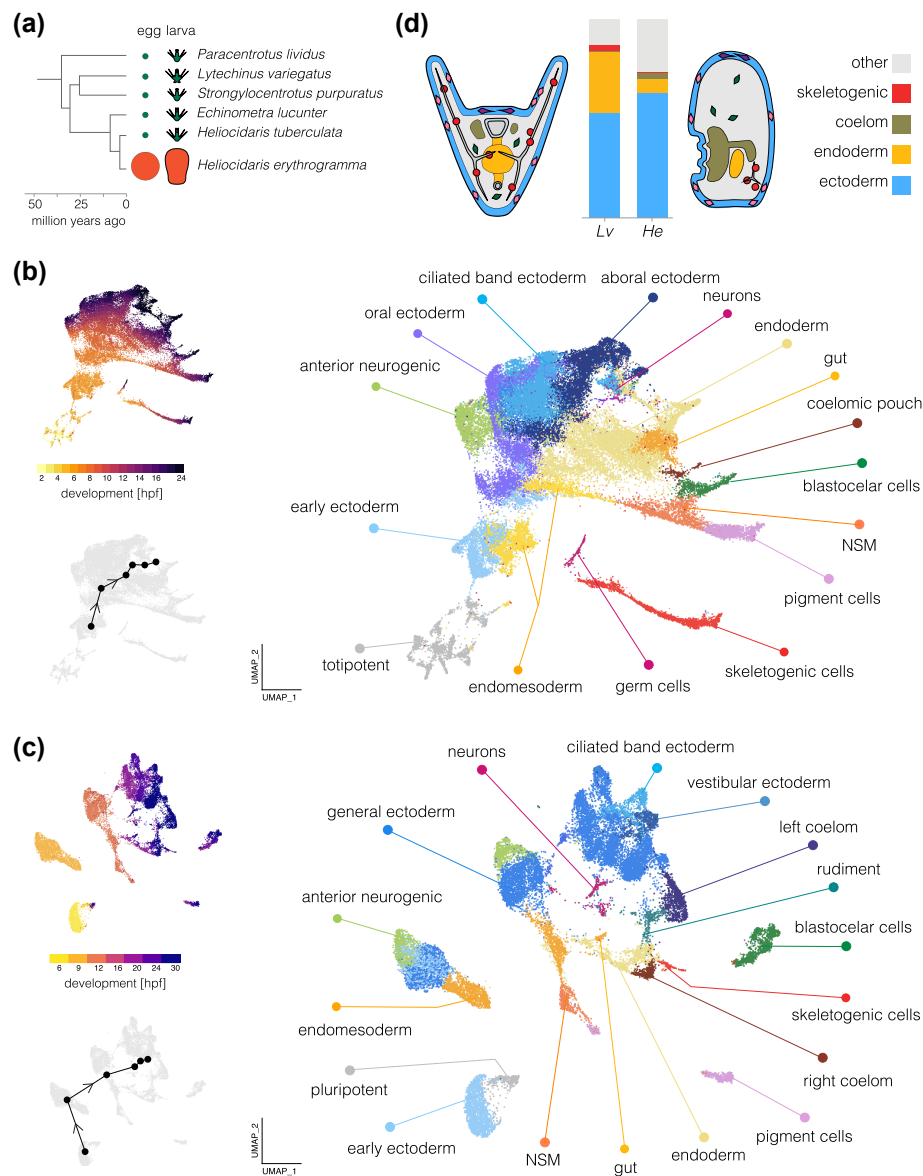 (a)
egg larva
Paracentrotus lividus
Lytechinus variegatus
Strongylocentrotus purpuratus
Echinometra lucunter
Heliocidaris tuberculata
Heliocidaris erythrogramma
50 25 0
million years ago
(d)
Lv He
other
skeletogenic
coelom
endoderm
ectoderm
(b)
2 4 6 8 10 12 14 16 18 20 24
development [hpf]
ciliated band ectoderm
aboral ectoderm
neurons
oral ectoderm
endoderm
anterior neurogenic
gut
coelomic pouch
blastocelar cells
early ectoderm
NSM
pigment cells
totipotent
skeletogenic cells
endomesoderm
germ cells
UMAP_2
UMAP_1
(c)
6 9 12 16 20 24 30
development [hpf]
neurons
ciliated band ectoderm
vestibular ectoderm
general ectoderm
left coelom
rudiment
anterior neurogenic
blastocelar cells
skeletogenic cells
endomesoderm
right coelom
pluripotent
pigment cells
early ectoderm
endoderm
NSM
gut
UMAP_2
UMAP_1